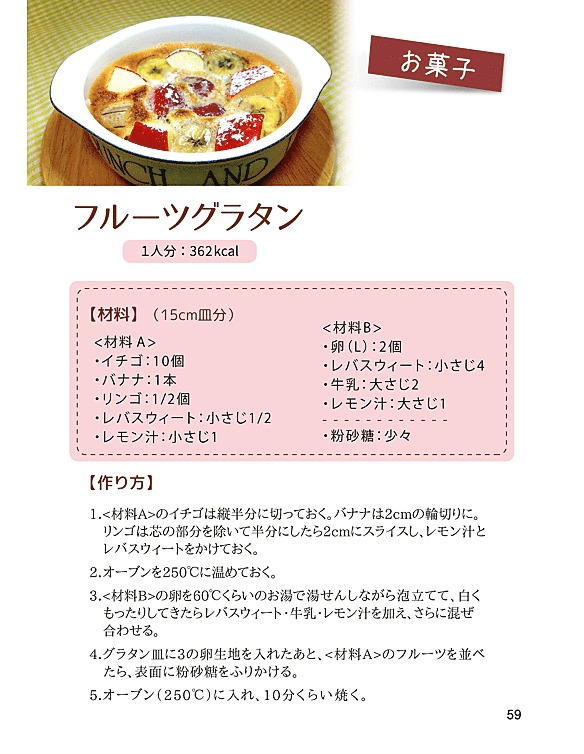 お菓子
フルーツグラタン
1人分：362kcal
【材料】（15cm皿分）
<材料A>
・イチゴ：10個
・バナナ：1本
・リンゴ：1/2個
・レバスウィート：小さじ1/2
・レモン汁：小さじ1
<材料B>
・卵（L）：2個
・レバスウィート：小さじ4
・牛乳：大さじ2
・レモン汁：大さじ1
・粉砂糖：少々
【作り方】
1.<材料A>のイチゴは縦半分に切っておく。バナナは2cmの輪切りに。
リンゴは芯の部分を除いて半分にしたら2cmにスライスし、レモン汁と
レバスウィートをかけておく。
2.オーブンを250℃に温めておく。
3.<材料B>の卵を60℃くらいのお湯で湯せんしながら泡立てて、白く
もったりしてきたらレバスウィート・牛乳・レモン汁を加え、さらに混ぜ
合わせる。
4.グラタン皿に3の卵生地を入れたあと、<材料A>のフルーツを並べ
たら、表面に粉砂糖をふりかける。
5.オーブン（250℃）に入れ、10分くらい焼く。
59